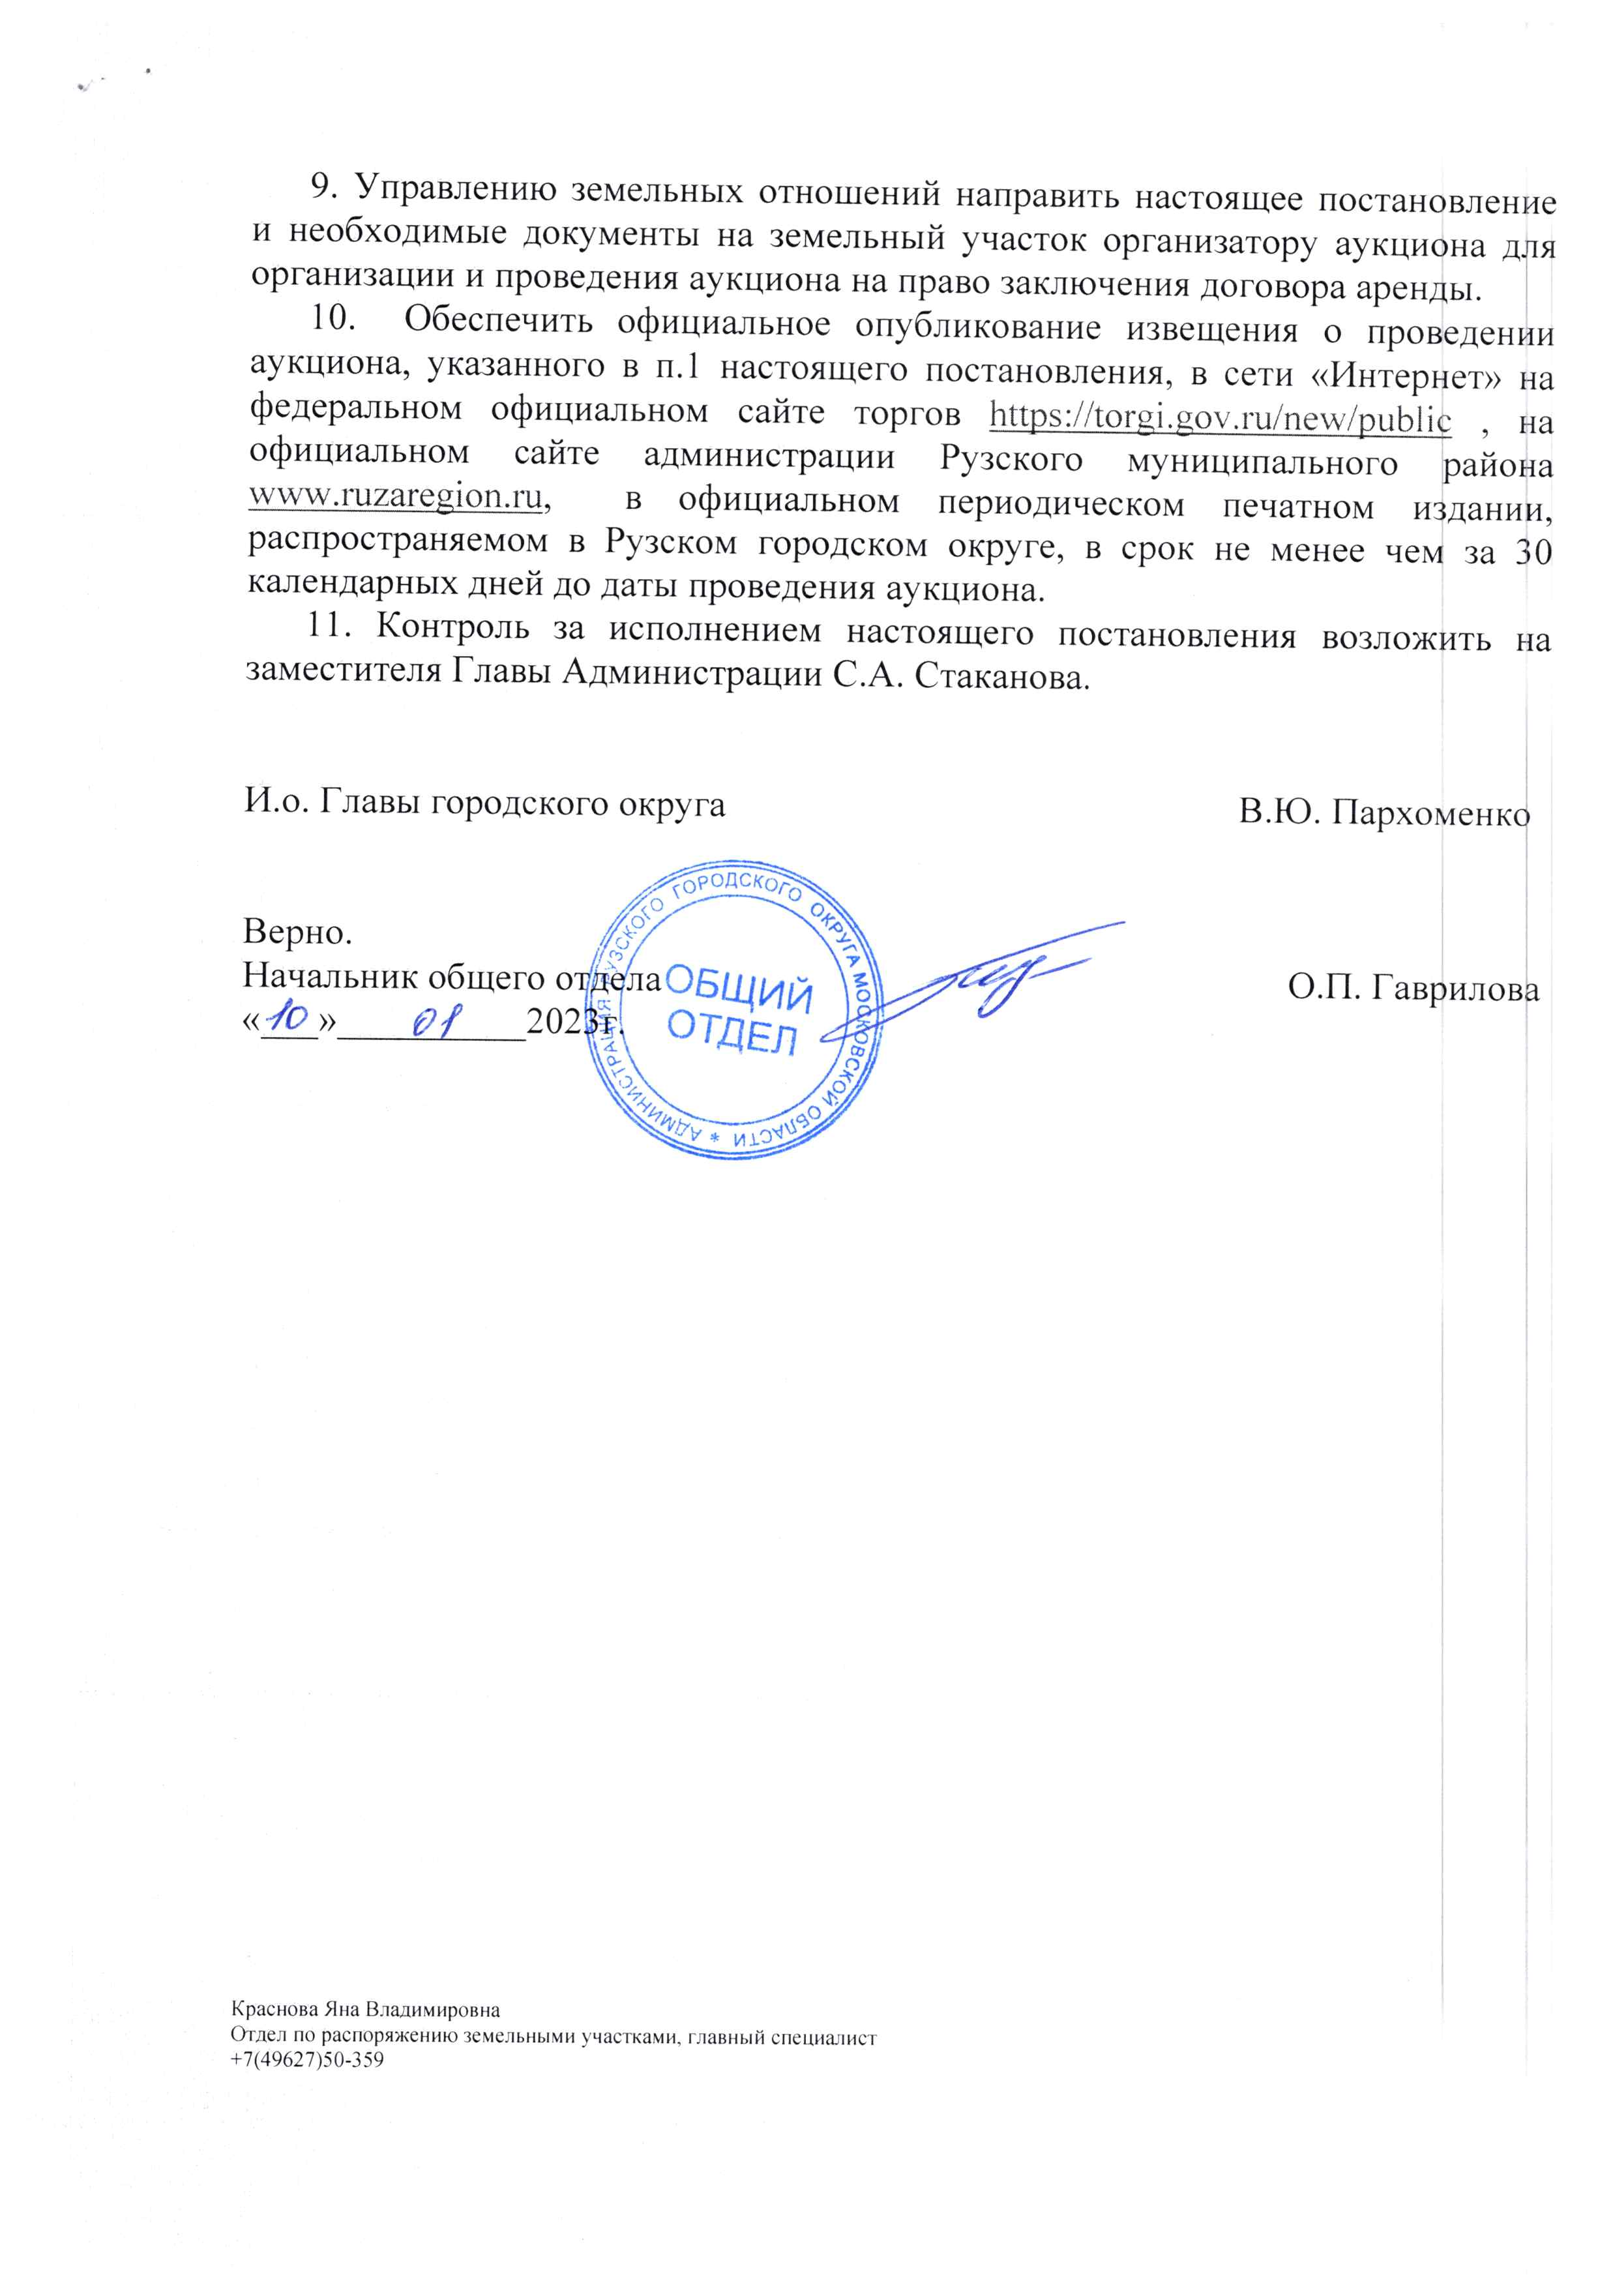 9. Управлению земельных отношений направить настоящее постановление
и необходимые документы на земельный участок организатору аукциона для
организации и проведения аукциона на право заключения договора аренды.
10. Обеспечить официальное опубликование извещения о проведении
аукциона, указанного в п.1 настоящего постановления, в сети «Интернет» на
федеральном официальном сайте торгов https://torgi.gov.ru/new/public , на
официальном сайте администрации Рузского муниципального района
www.ruzaregion.ru, в официальном периодическом печатном издании,
распространяемом в Рузском городском округе, в срок не менее чем за 30
календарных дней до даты проведения аукциона.
11. Контроль за исполнением настоящего постановления возложить на
заместителя Главы Администрации С.А. Стаканова.
И.о. Главы городского округа В.Ю. Пархоменко
Верно.
Начальник общего отдела О.П. Гаврилова
«10» 01 2023г.
АДМИНИСТРАЦИЯ РУЗСКОГО ГОРОДСКОГО ОКРУГА МОСКОВСКОЙ ОБЛАСТИ *
ОБЩИЙ
ОТДЕЛ
Краснова Яна Владимировна
Отдел по распоряжению земельными участками, главный специалист
+7(49627)50-359